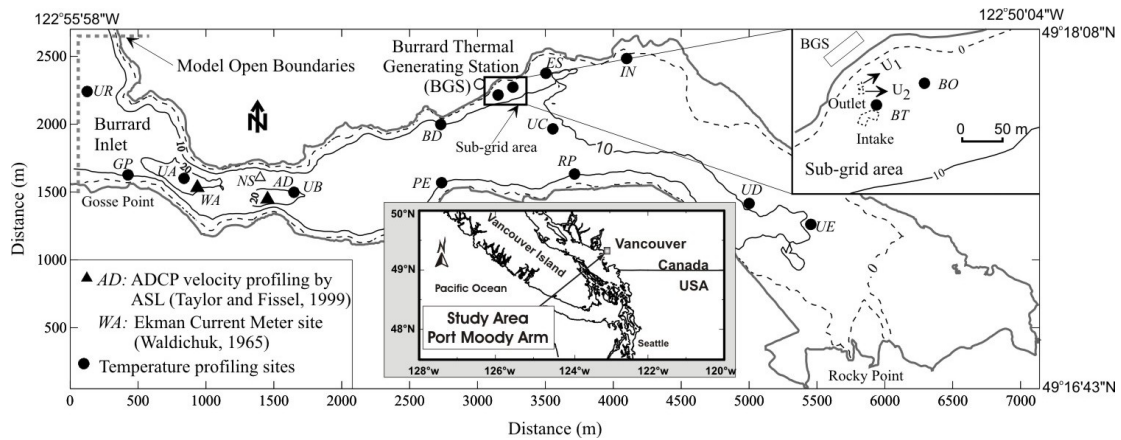 122°55'58"W
122°50'04"W
49°18'08"N
2500
2000
1500
1000
500
Distance (m)
Model Open Boundaries
UR
Burrard
Inlet
10
N
GP
UA
20
WA
Gosse Point
NS
AD
UB
20
Burrard Thermal
Generating Station
(BGS)
ES
IN
BD
UC
Sub-grid area
10
RP
PE
UD
UE
0
Rocky Point
BGS
0
U1
U2
Outlet
BO
BT
Intake
0 50 m
Sub-grid area
10
AD: ADCP velocity profiling by
ASL (Taylor and Fissel, 1999)
WA: Ekman Current Meter site
(Waldichuk, 1965)
Temperature profiling sites
50°N
49°N
48°N
N
Vancouver Island
Vancouver
Canada
USA
Pacific Ocean
Study Area
Port Moody Arm
Seattle
128°W
126°W
124°W
122°W
120°W
49°16'43"N
0
500
1000
1500
2000
2500
3000
3500
4000
4500
5000
5500
6000
6500
7000
Distance (m)